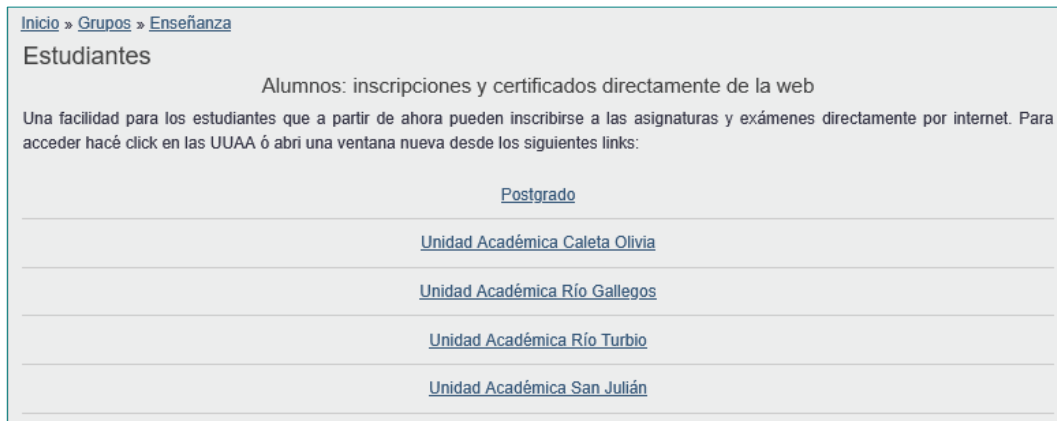 Inicio » Grupos » Enseñanza
Estudiantes
Alumnos: inscripciones y certificados directamente de la web
Una facilidad para los estudiantes que a partir de ahora pueden inscribirse a las asignaturas y exámenes directamente por internet. Para
acceder hacé click en las UUAA ó abri una ventana nueva desde los siguientes links:
Postgrado
Unidad Académica Caleta Olivia
Unidad Académica Río Gallegos
Unidad Académica Río Turbio
Unidad Académica San Julián